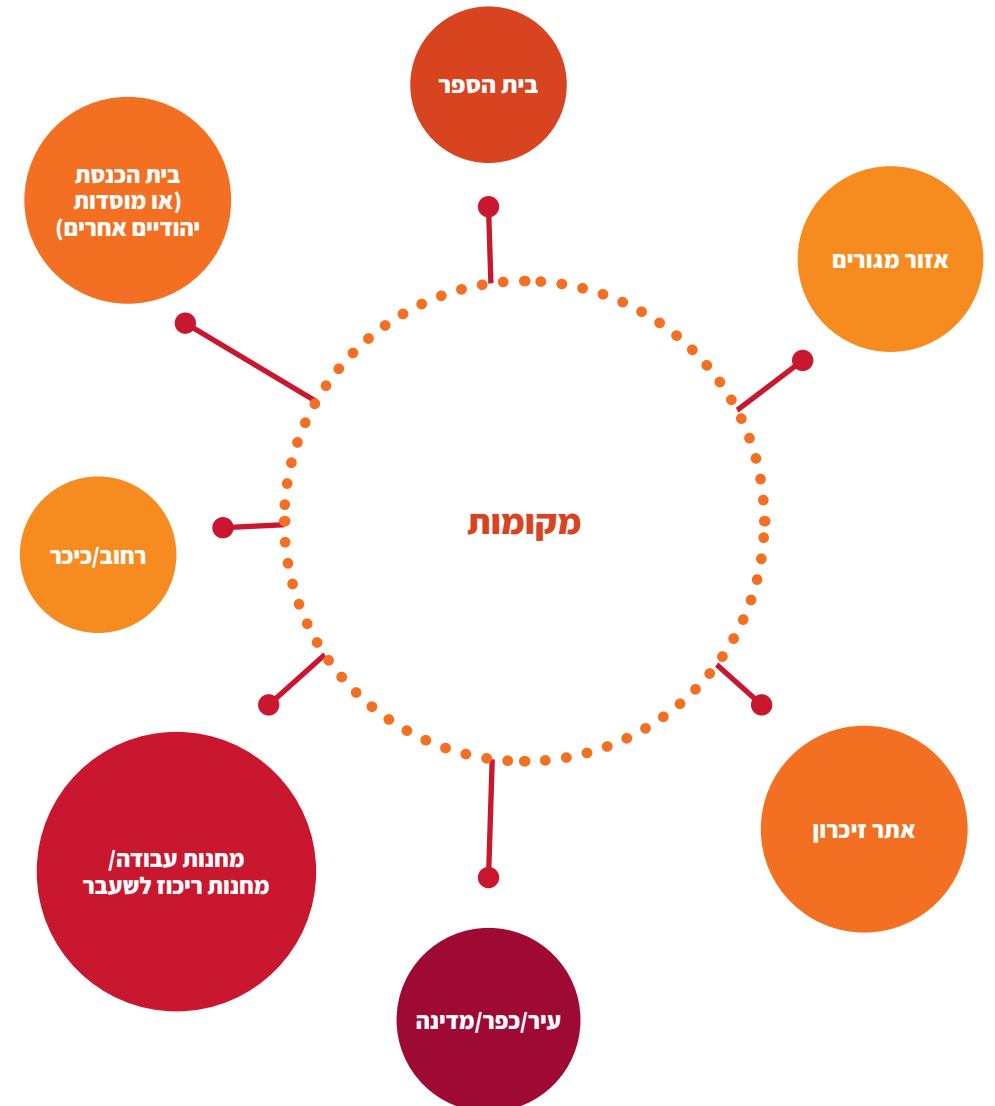 בית הספר
בית הכנסת
(או מוסדות
יהודיים אחרים)
אזור מגורים
מקומות
רחוב/כיכר
אתר זיכרון
מחנות עבודה/
מחנות ריכוז לשעבר
עיר/כפר/מדינה